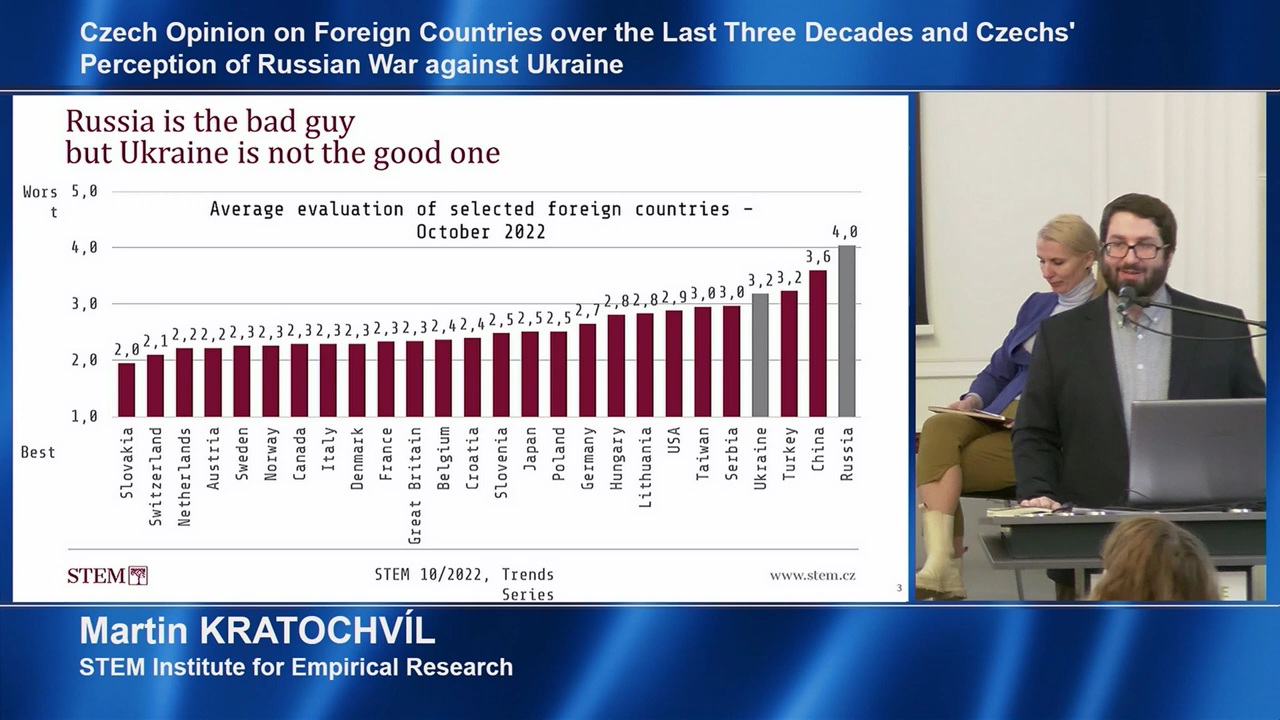 Czech Opinion on Foreign Countries over the Last Three Decades and Czechs'
Perception of Russian War against Ukraine
Russia is the bad guy
but Ukraine is not the good one
Wors
t
5,0
Average evaluation of selected foreign countries –
October 2022
4,0
3,0
2,0
1,0
Best
2,0
2,1
2,2
2,2
2,3
2,3
2,3
2,3
2,3
2,3
2,3
2,4
2,4
2,5
2,5
2,5
2,7
2,8
2,8
2,9
3,0
3,0
3,2
3,2
3,6
4,0
Slovakia
Switzerland
Netherlands
Austria
Sweden
Norway
Canada
Italy
Denmark
France
Great Britain
Belgium
Croatia
Slovenia
Japan
Poland
Germany
Hungary
Lithuania
USA
Taiwan
Serbia
Ukraine
Turkey
China
Russia
STEM
STEM 10/2022, Trends
Series
www.stem.cz
3
Martin KRATOCHVÍL
STEM Institute for Empirical Research